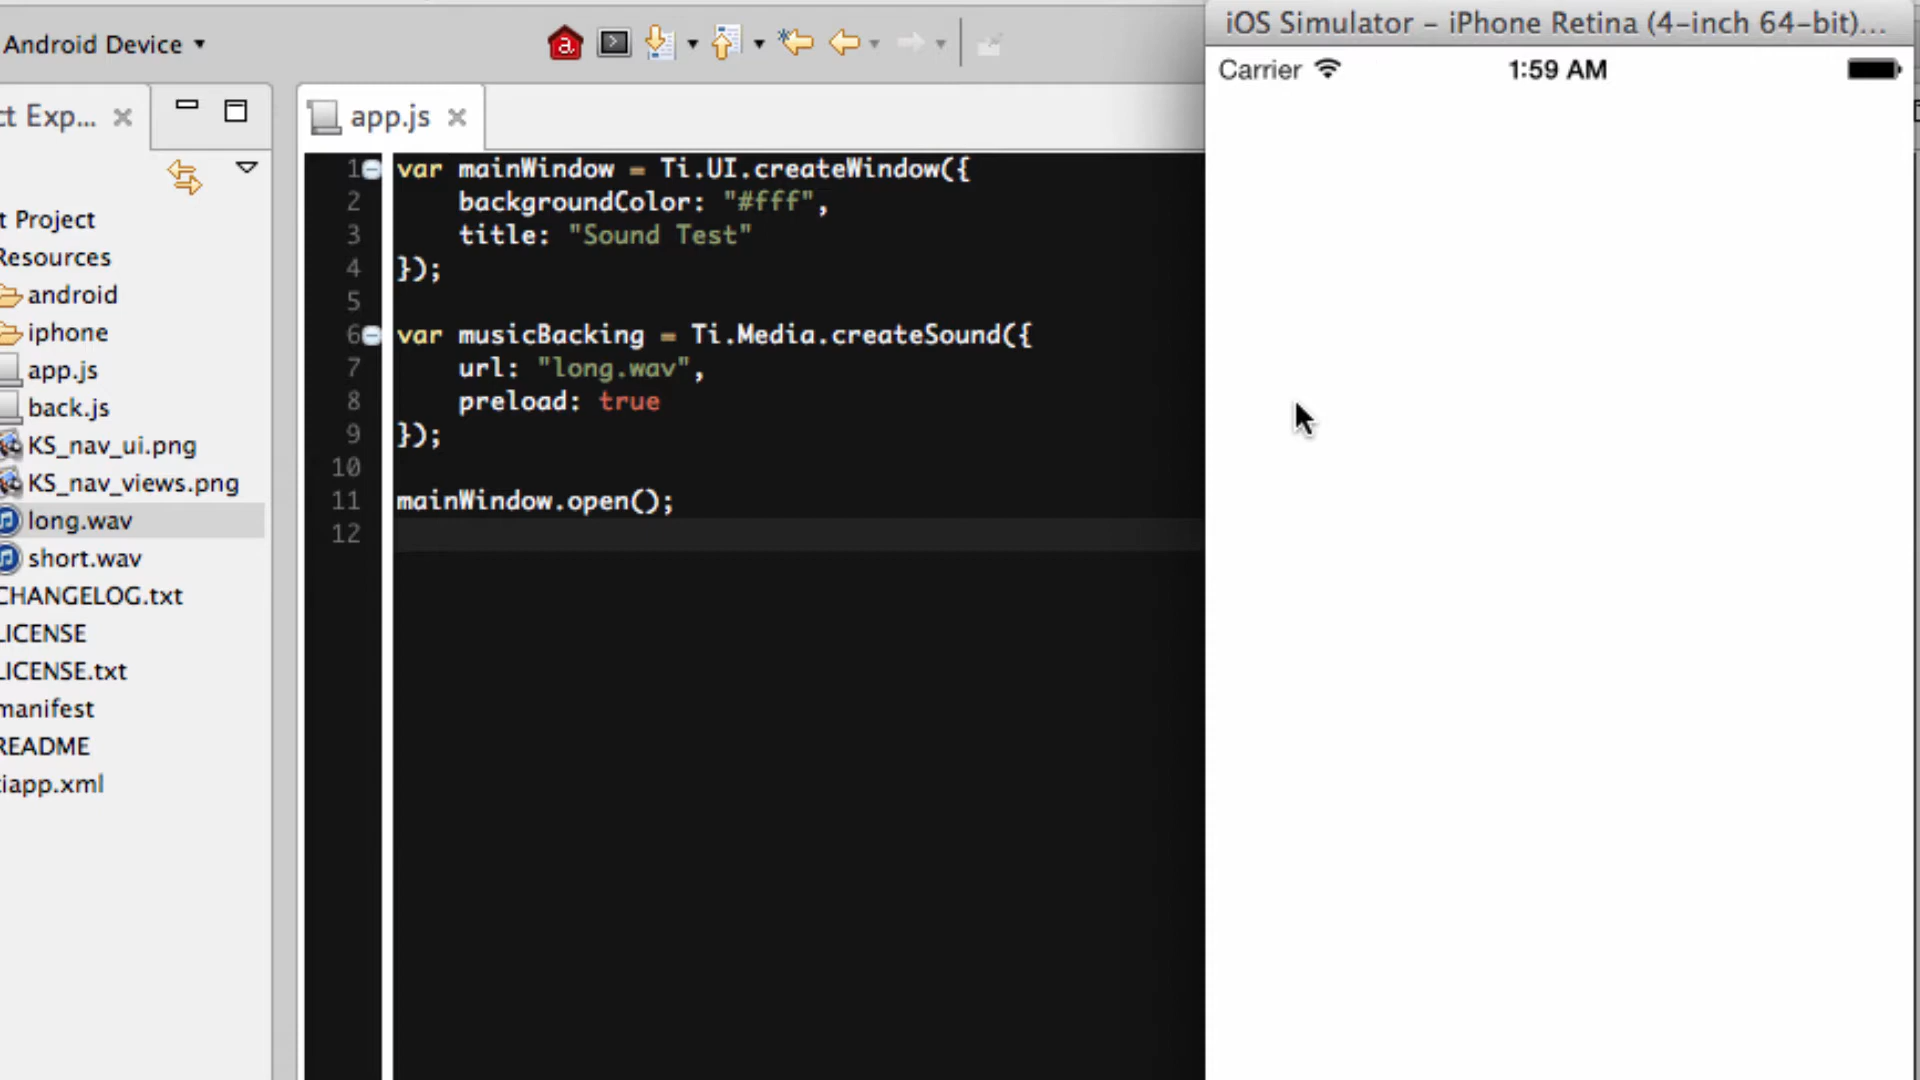 iOS Simulator – iPhone Retina (4-inch 64-bit)...
Android Device
Carrier
1:59 AM
ct Exp...
app.js
t Project
Resources
android
iphone
app.js
back.js
KS_nav_ui.png
KS_nav_views.png
long.wav
short.wav
CHANGELOG.txt
LICENSE
LICENSE.txt
manifest
README
tiapp.xml
1 var mainWindow = Ti.UI.createWindow({
2 backgroundColor: "#fff",
3 title: "Sound Test"
4 });
5
6 var musicBacking = Ti.Media.createSound({
7 url: "long.wav",
8 preload: true
9 });
10
11 mainWindow.open();
12